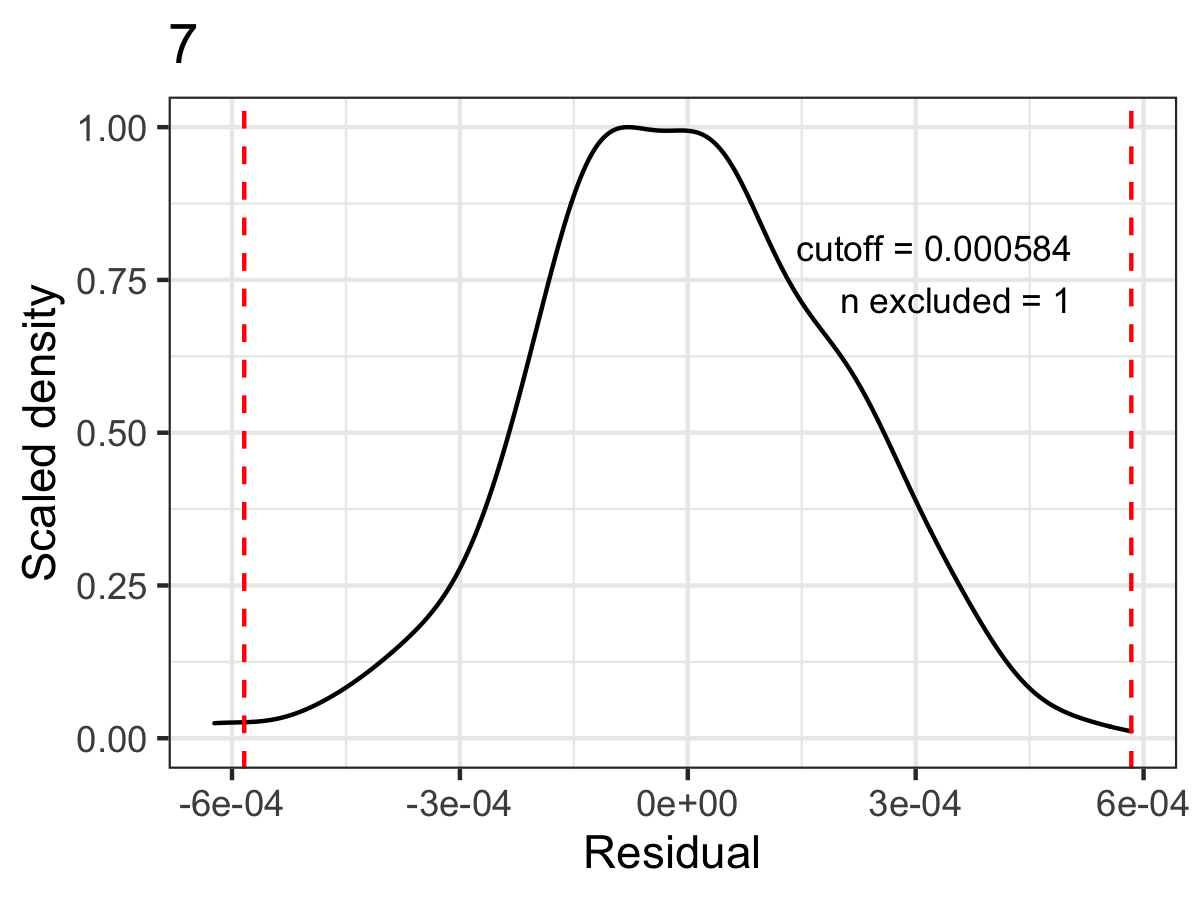 7
1.00
0.75
0.50
0.25
0.00
Scaled density
cutoff = 0.000584
n excluded = 1
-6e-04
-3e-04
0e+00
3e-04
6e-04
Residual